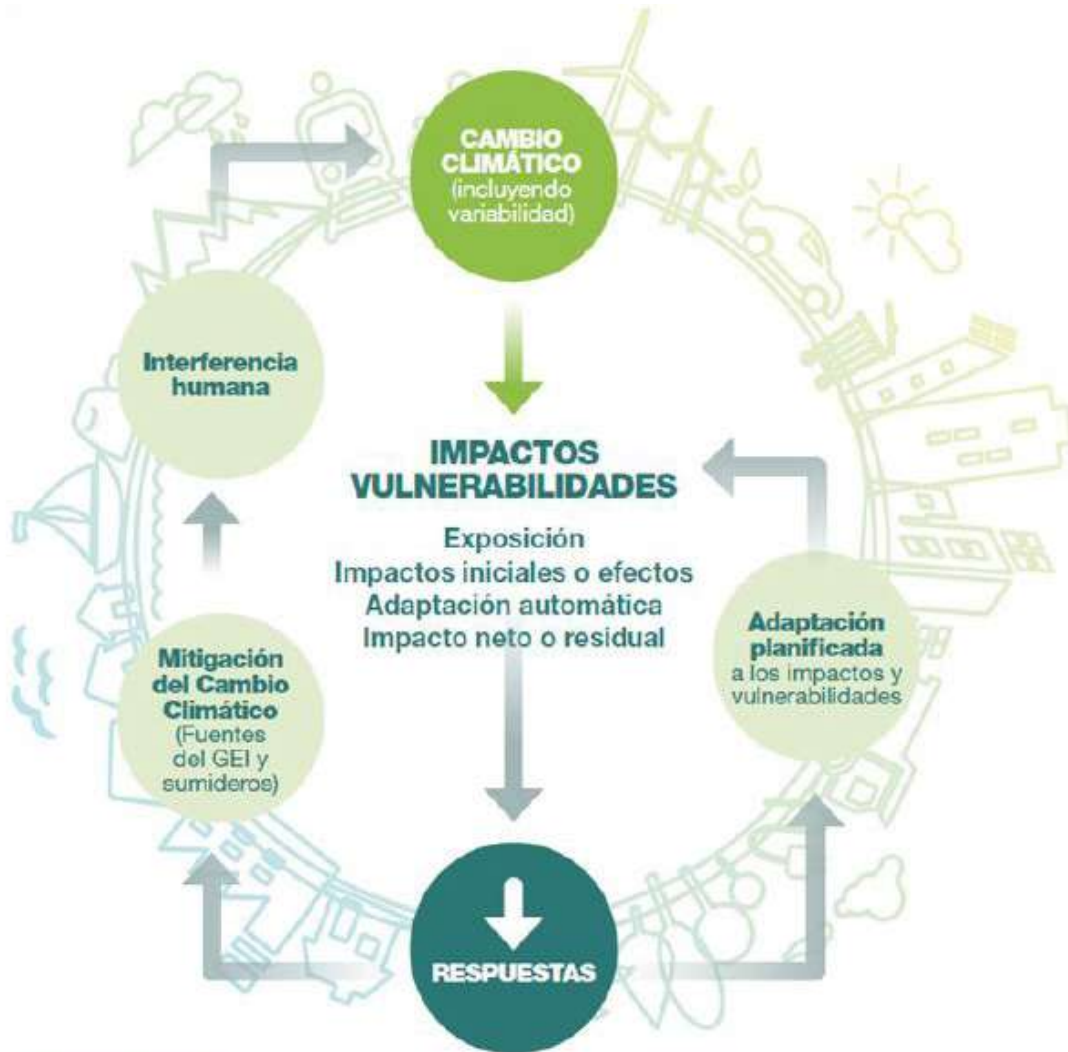 CAMBIO
CLIMÁTICO
(incluyendo
variabilidad)
Interferencia
humana
IMPACTOS
VULNERABILIDADES
Exposición
Impactos iniciales o efectos
Adaptación automática
Impacto neto o residual
Mitigación
del Cambio
Climático
(Fuentes
del GEI y
sumideros)
Adaptación
planificada
a los impactos y
vulnerabilidades
RESPUESTAS